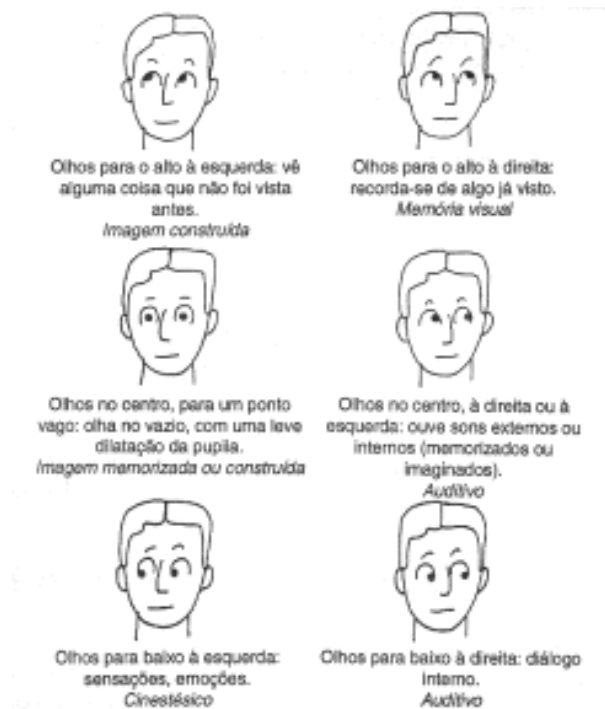 Olhos para o alto à esquerda: vê
alguma coisa que não foi vista
antes.
Imagem construída
Olhos para o alto à direita:
recorda-se de algo já visto.
Memória visual
Olhos no centro, para um ponto
vago: olha no vazio, com uma leve
dilatação da pupila.
Imagem memorizada ou construída
Olhos no centro, à direita ou à
esquerda: ouve sons externos ou
internos (memorizados ou
imaginados).
Auditivo
Olhos para baixo à esquerda:
sensações, emoções.
Cinestésico
Olhos para baixo à direita: diálogo
interno.
Auditivo